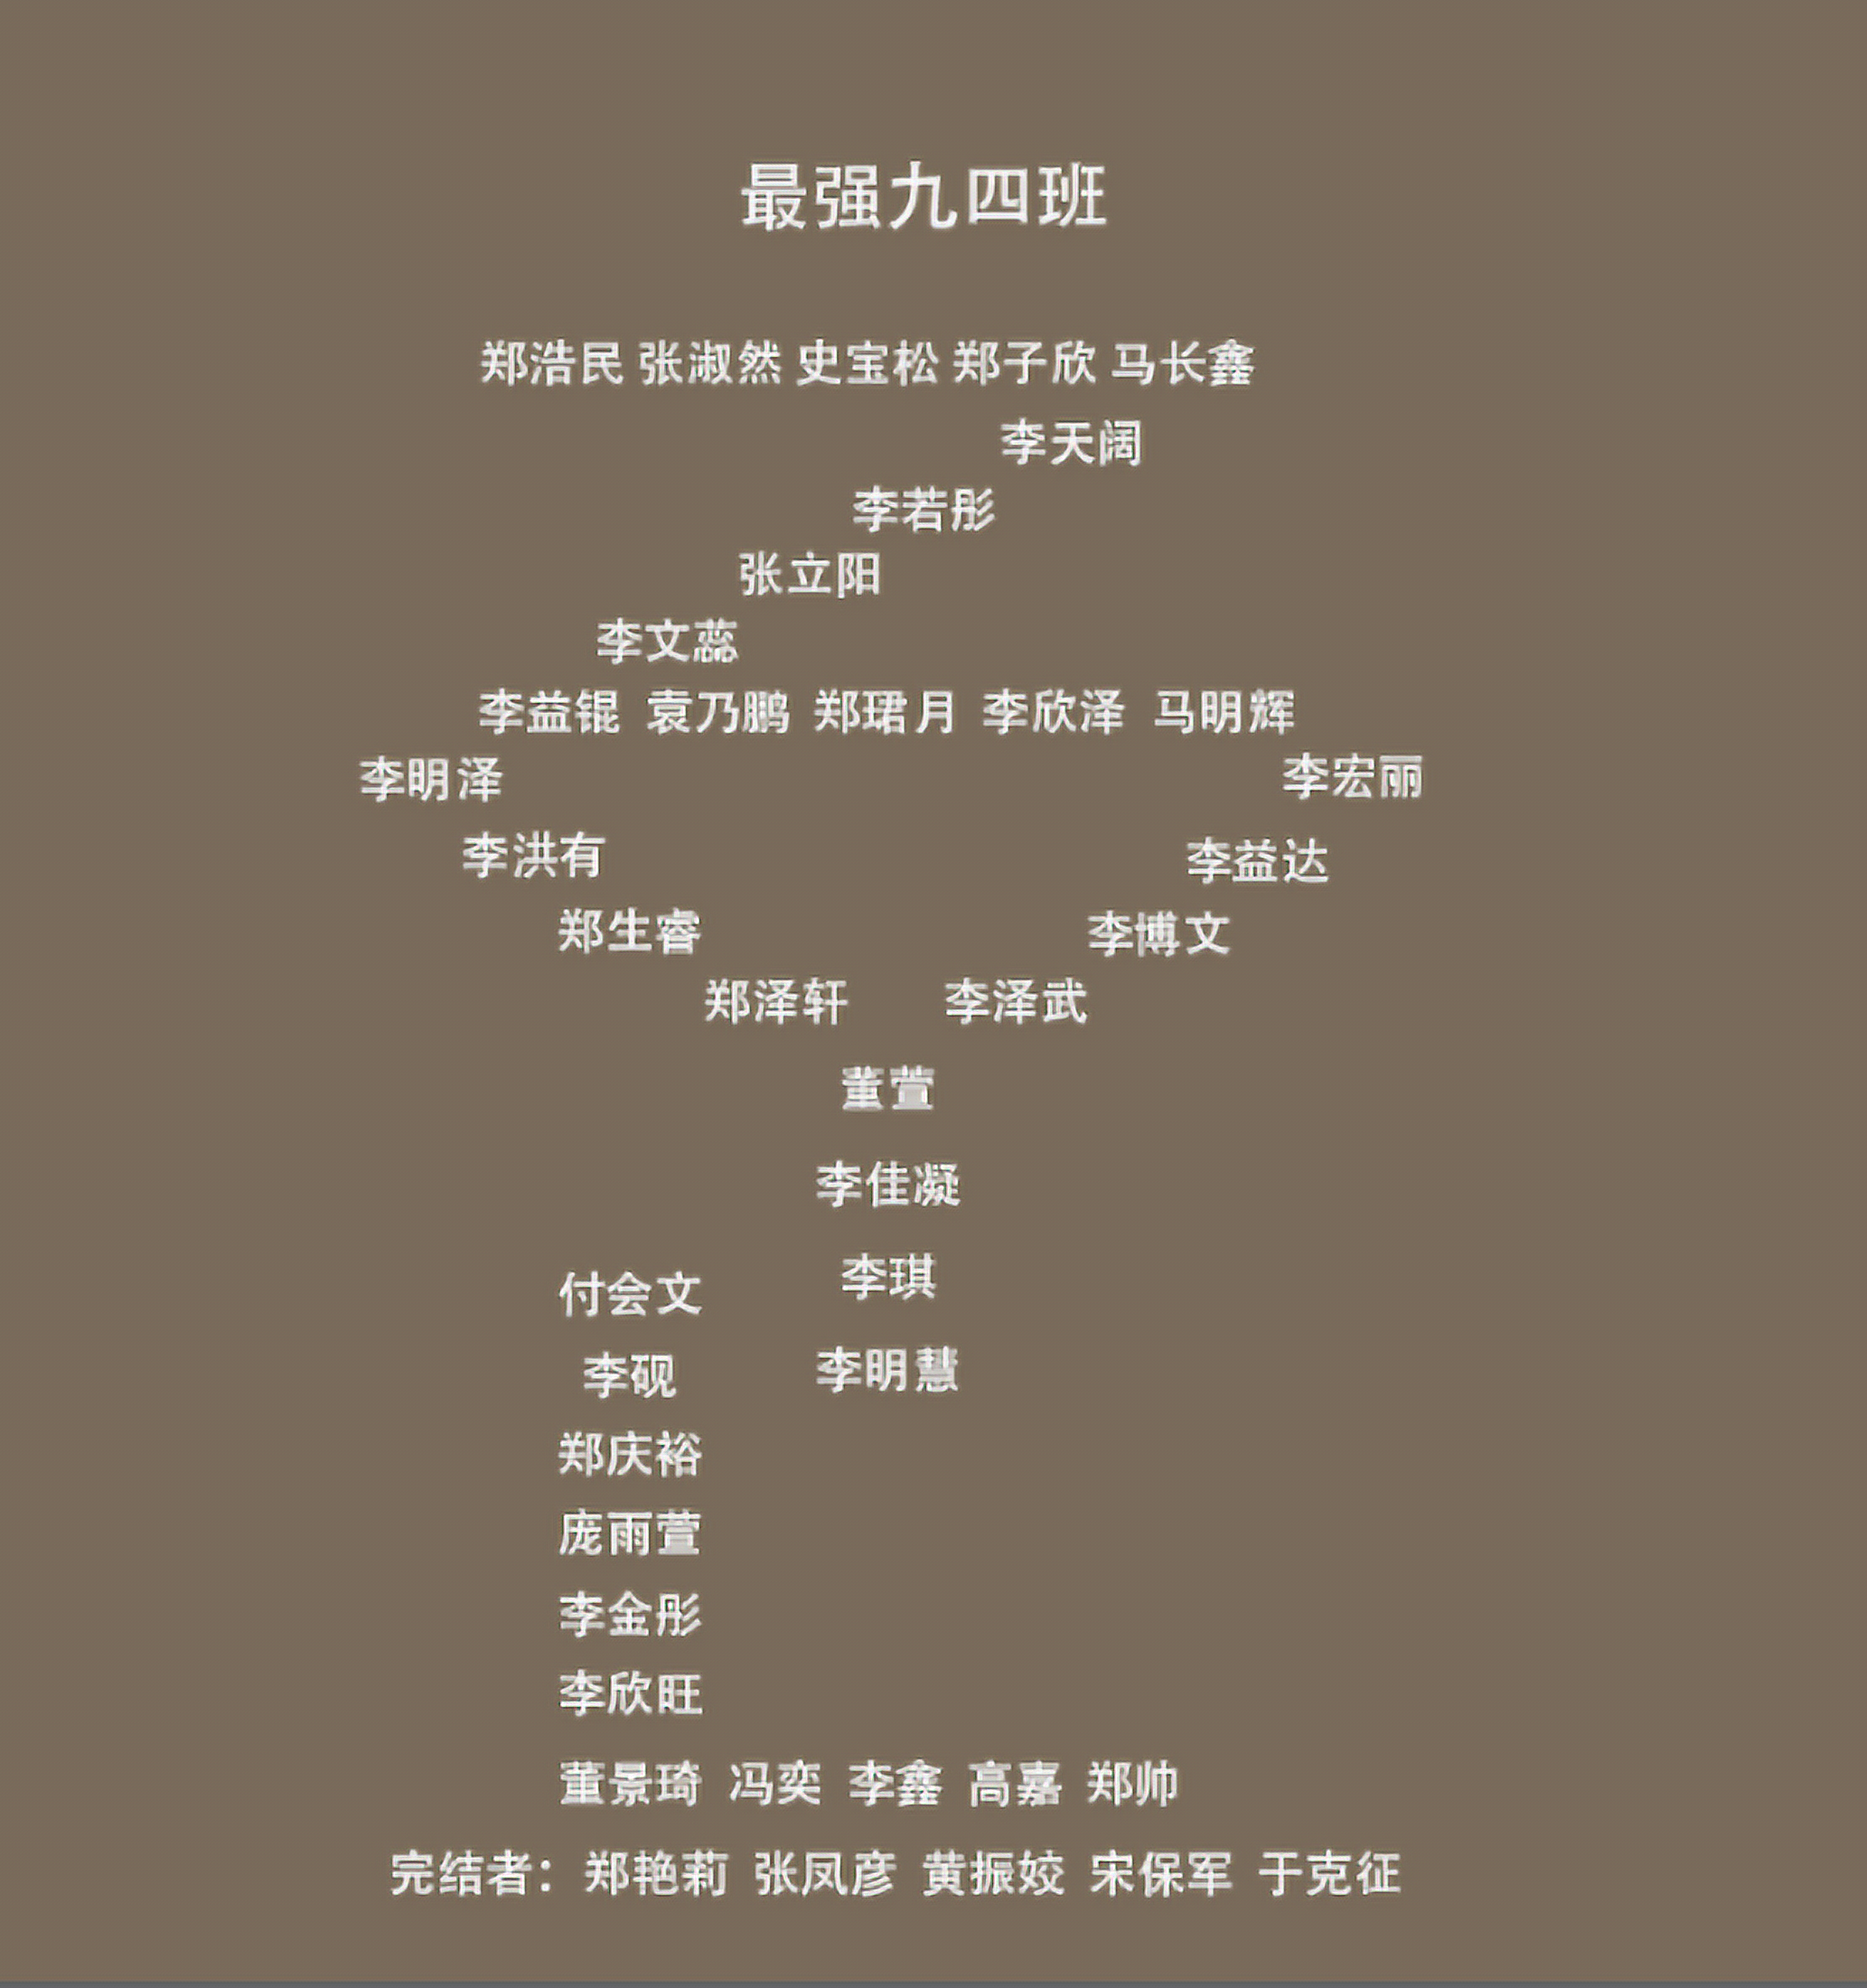 最强九四班
郑浩民 张淑然 史宝松 郑子欣 马长鑫
李天阔
李若彤
张立阳
李文蕊
李益锟 袁乃鹏 郑珺月 李欣泽 马明辉
李明泽 李宏丽
李洪有 李益达
郑生睿 李博文
郑泽轩 李泽武
董萱
李佳凝
李琪
付会文
李明慧
李砚
郑庆裕
庞雨萱
李金彤
李欣旺
董景琦 冯奕 李鑫 高嘉 郑帅
完结者：郑艳莉 张凤彦 黄振姣 宋保军 于克征